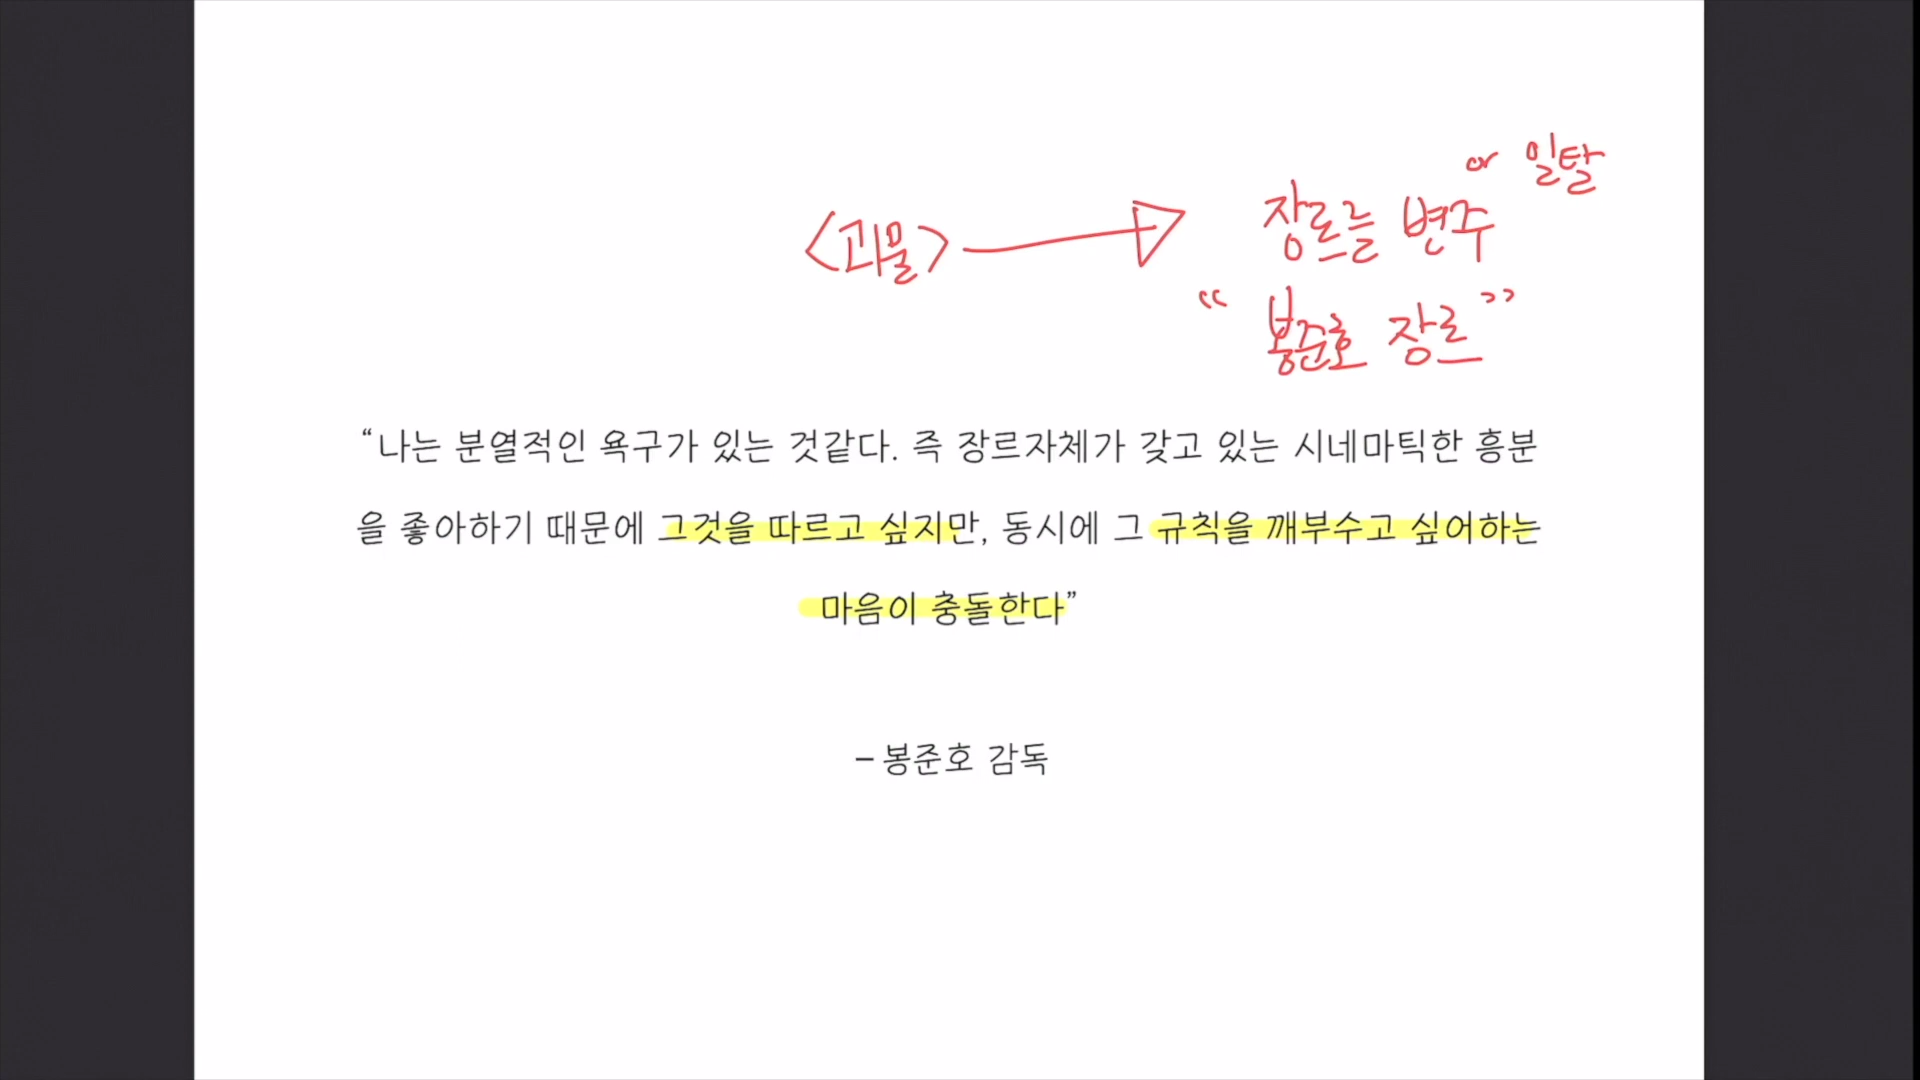 or 일탈
<괴물> → 장르를 변주
“ 봉준호 장르 ”
“나는 분열적인 욕구가 있는 것같다. 즉 장르자체가 갖고 있는 시네마틱한 흥분
을 좋아하기 때문에 그것을 따르고 싶지만, 동시에 그 규칙을 깨부수고 싶어하는
마음이 충돌한다”
– 봉준호 감독